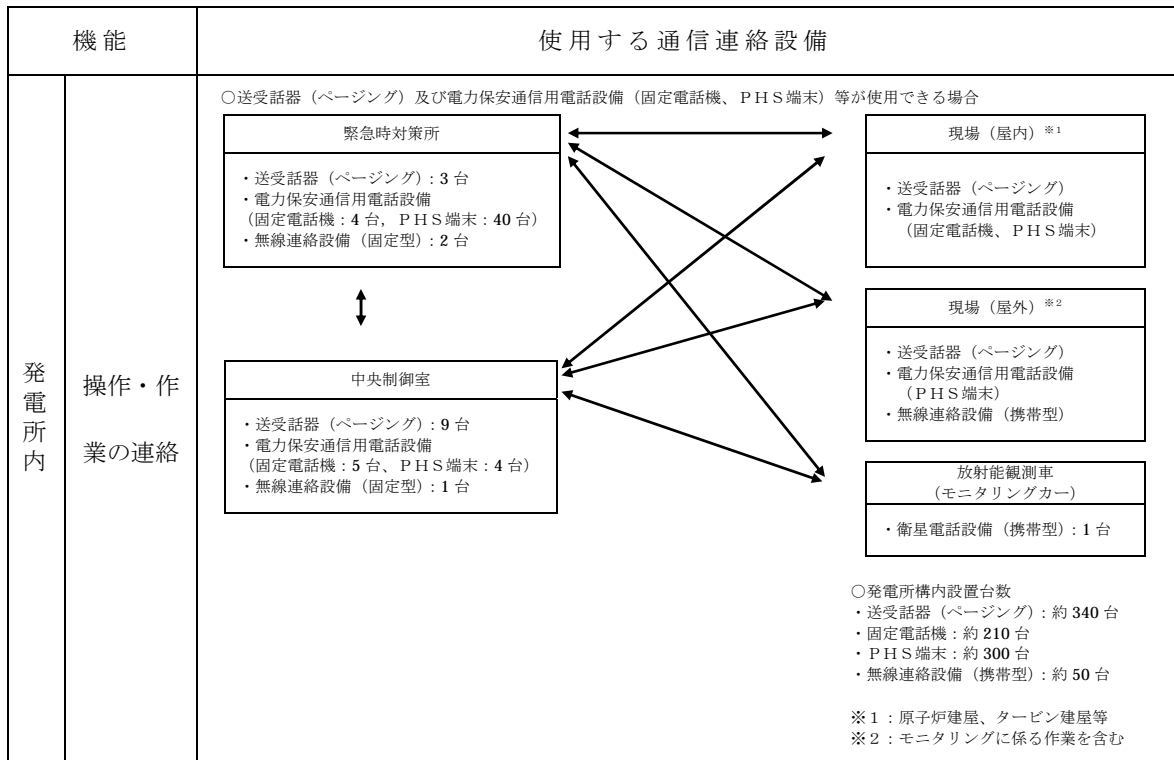 機能
使用する通信連絡設備
発電所内
操作・作
業の連絡
○送受話器（ページング）及び電力保安通信用電話設備（固定電話機、ＰＨＳ端末）等が使用できる場合
緊急時対策所
・送受話器（ページング）：3 台
・電力保安通信用電話設備
（固定電話機：4 台，ＰＨＳ端末：40 台）
・無線連絡設備（固定型）：2 台
中央制御室
・送受話器（ページング）：9 台
・電力保安通信用電話設備
（固定電話機：5 台、ＰＨＳ端末：4 台）
・無線連絡設備（固定型）：1 台
現場（屋内）※1
・送受話器（ページング）
・電力保安通信用電話設備
（固定電話機、ＰＨＳ端末）
現場（屋外）※2
・送受話器（ページング）
・電力保安通信用電話設備
（ＰＨＳ端末）
・無線連絡設備（携帯型）
放射能観測車
（モニタリングカー）
・衛星電話設備（携帯型）：1 台
○発電所構内設置台数
・送受話器（ページング）：約 340 台
・固定電話機：約 210 台
・ＰＨＳ端末：約 300 台
・無線連絡設備（携帯型）：約 50 台
※１：原子炉建屋、タービン建屋等
※２：モニタリングに係る作業を含む